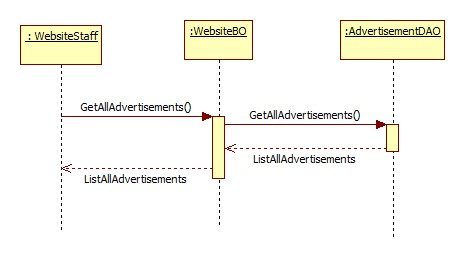 : WebsiteStaff
:WebsiteBO
:AdvertisementDAO
GetAllAdvertisements()
GetAllAdvertisements()
ListAllAdvertisements
ListAllAdvertisements